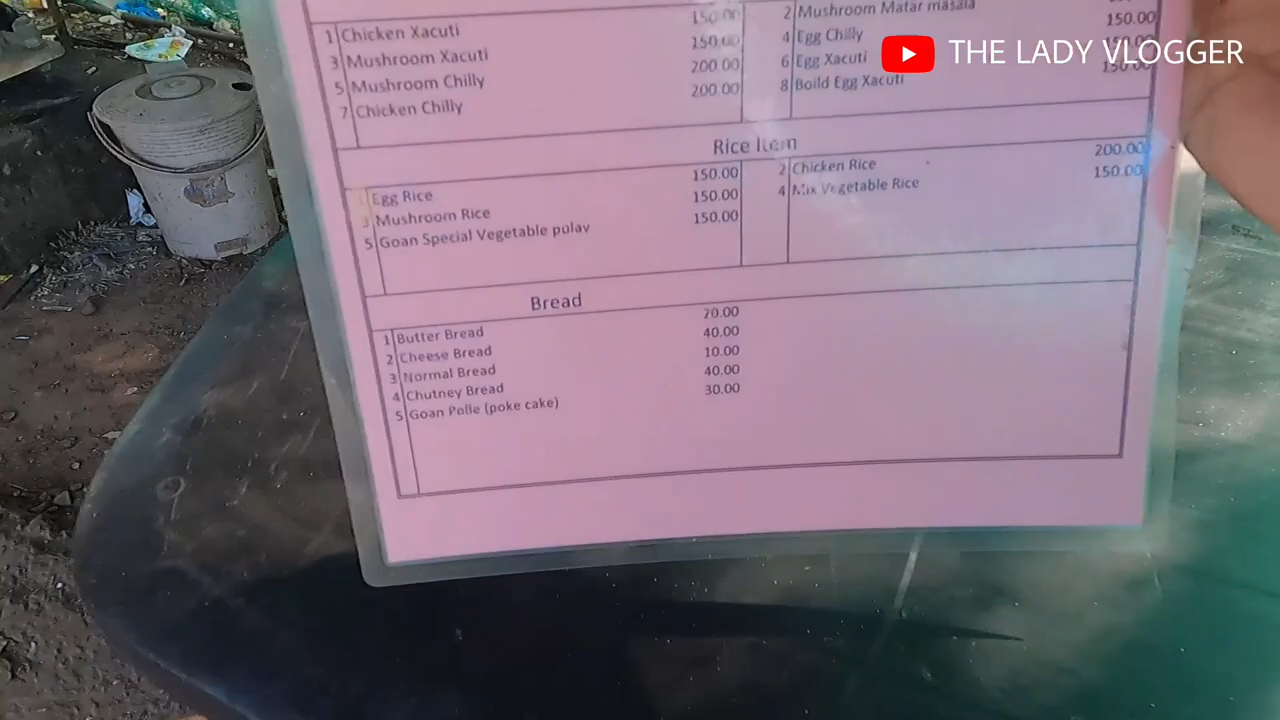 1 Chicken Xacuti 150.00 2 Mushroom Matar masala
3 Mushroom Xacuti 150.00 4 Egg Chilly 150.00
5 Mushroom Chilly 200.00 6 Egg Xacuti 150.00
7 Chicken Chilly 200.00 8 Boild Egg Xacuti 150.00
THE LADY VLOGGER
Rice Item
Egg Rice 150.00 2 Chicken Rice 200.00
3 Mushroom Rice 150.00 4 Mix Vegetable Rice 150.00
5 Goan Special Vegetable pulav 150.00
Bread
1 Butter Bread 20.00
2 Cheese Bread 40.00
3 Normal Bread 10.00
4 Chutney Bread 40.00
5 Goan Polle (poke cake) 30.00